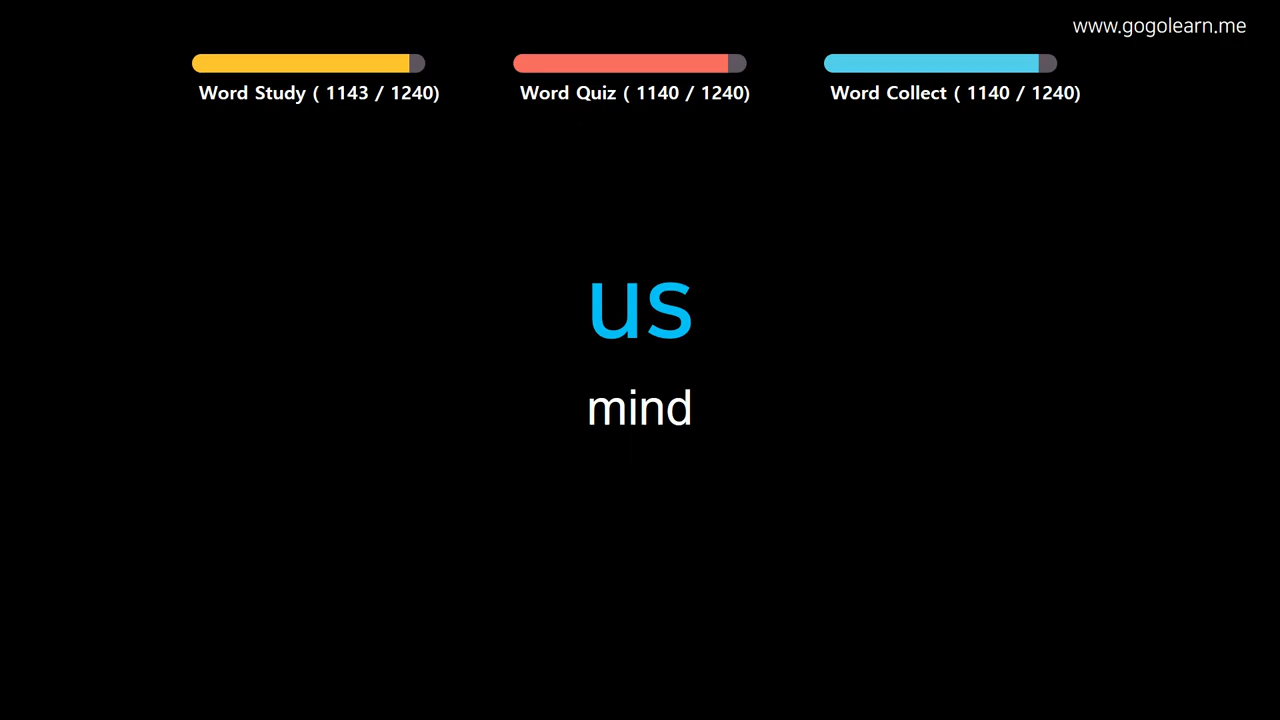 www.gogolearn.me
Word Study ( 1143 / 1240)
Word Quiz ( 1140 / 1240)
Word Collect ( 1140 / 1240)
us
mind